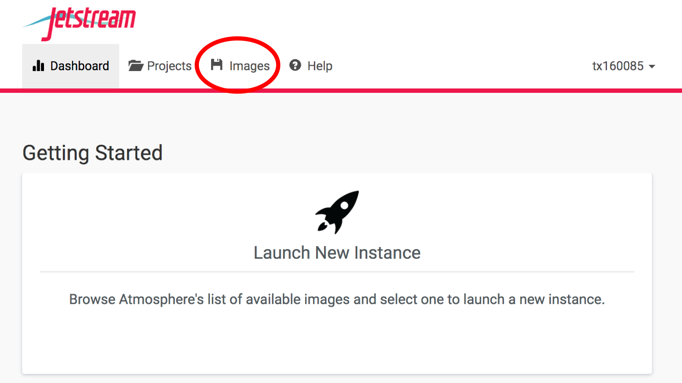 Jetstream
Dashboard Projects Images Help tx160085
Getting Started
Launch New Instance
Browse Atmosphere's list of available images and select one to launch a new instance.